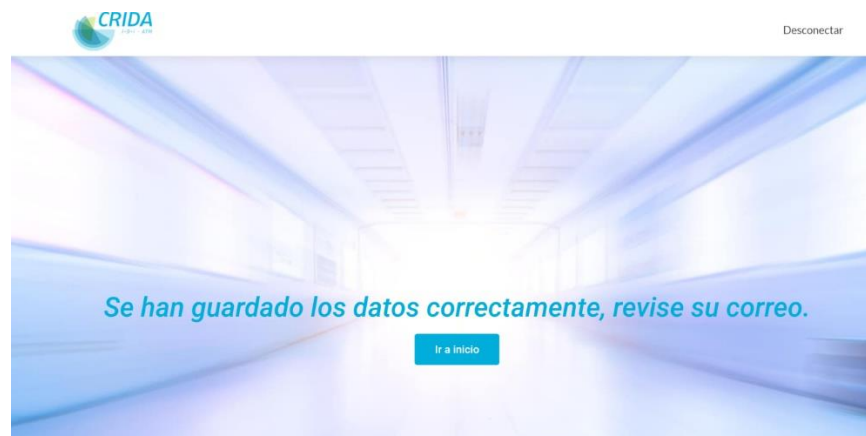 CRIDA
Desconectar
Se han guardado los datos correctamente, revise su correo.
Ir a inicio